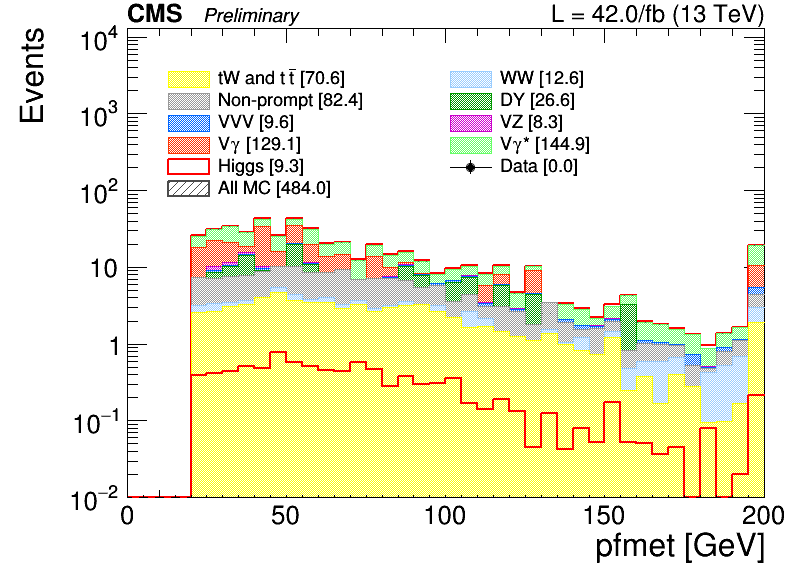 CMS Preliminary L = 42.0/fb (13 TeV)
Events
10⁴
10³
10²
10
1
10⁻¹
10⁻²
tW and t t̄ [70.6] WW [12.6]
Non-prompt [82.4] DY [26.6]
VVV [9.6] VZ [8.3]
Vγ [129.1] Vγ* [144.9]
Higgs [9.3] Data [0.0]
All MC [484.0]
0 50 100 150 200
pfmet [GeV]